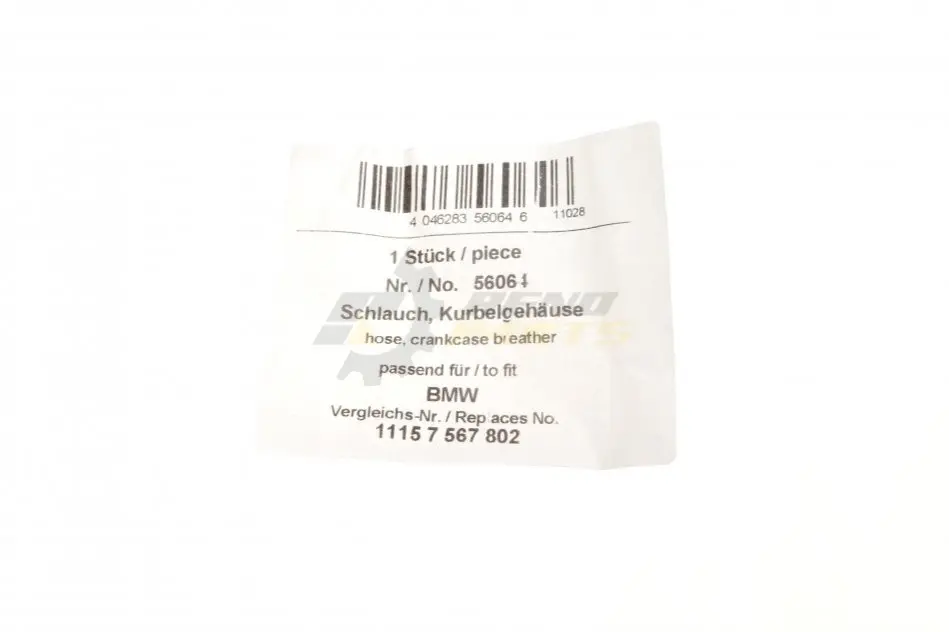 4 046283 56064 6 11028
1 Stück / piece
Nr. / No. 56064
Schlauch, Kurbelgehäuse
hose, crankcase breather
passend für / to fit
BMW
Vergleichs-Nr. / Replaces No.
1115 7 567 802